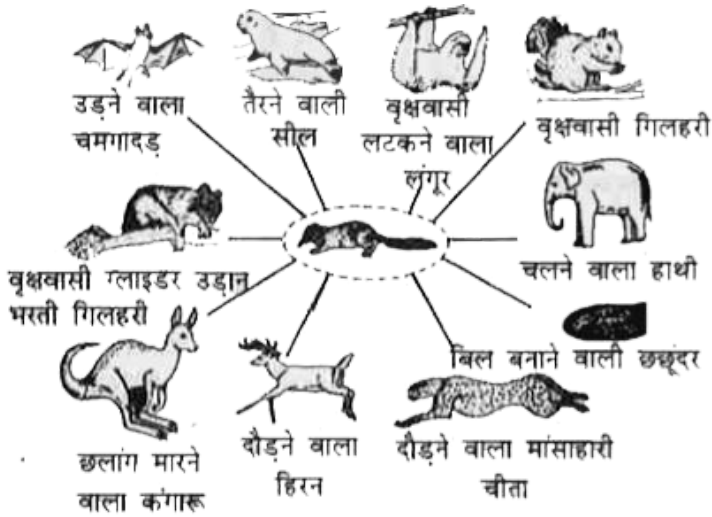 उड़ने वाला
चमगादड़
तैरने वाली
सील
वृक्षवासी
लटकने वाला
लंगूर
वृक्षवासी गिलहरी
वृक्षवासी ग्लाइडर उड़ान
भरती गिलहरी
चलने वाला हाथी
बिल बनाने वाली छछूंदर
छलांग मारने
वाला कंगारू
दौड़ने वाला
हिरन
दौड़ने वाला मांसाहारी
चीता